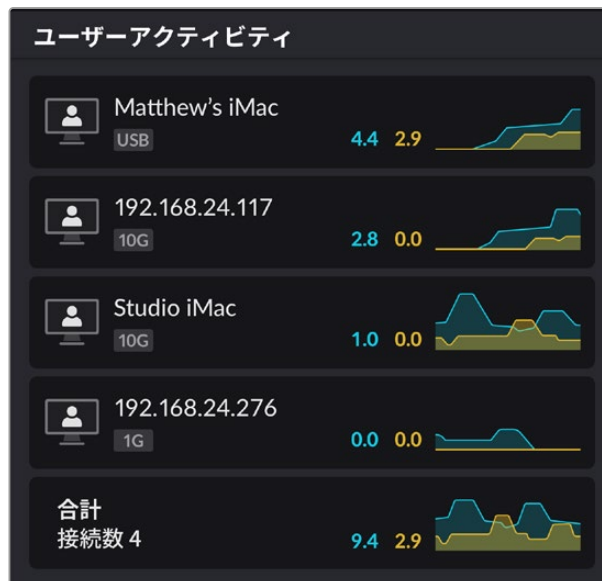 ユーザーアクティビティ
Matthew’s iMac
USB 4.4 2.9
192.168.24.117
10G 2.8 0.0
Studio iMac
10G 1.0 0.0
192.168.24.276
1G 0.0 0.0
合計
接続数 4 9.4 2.9